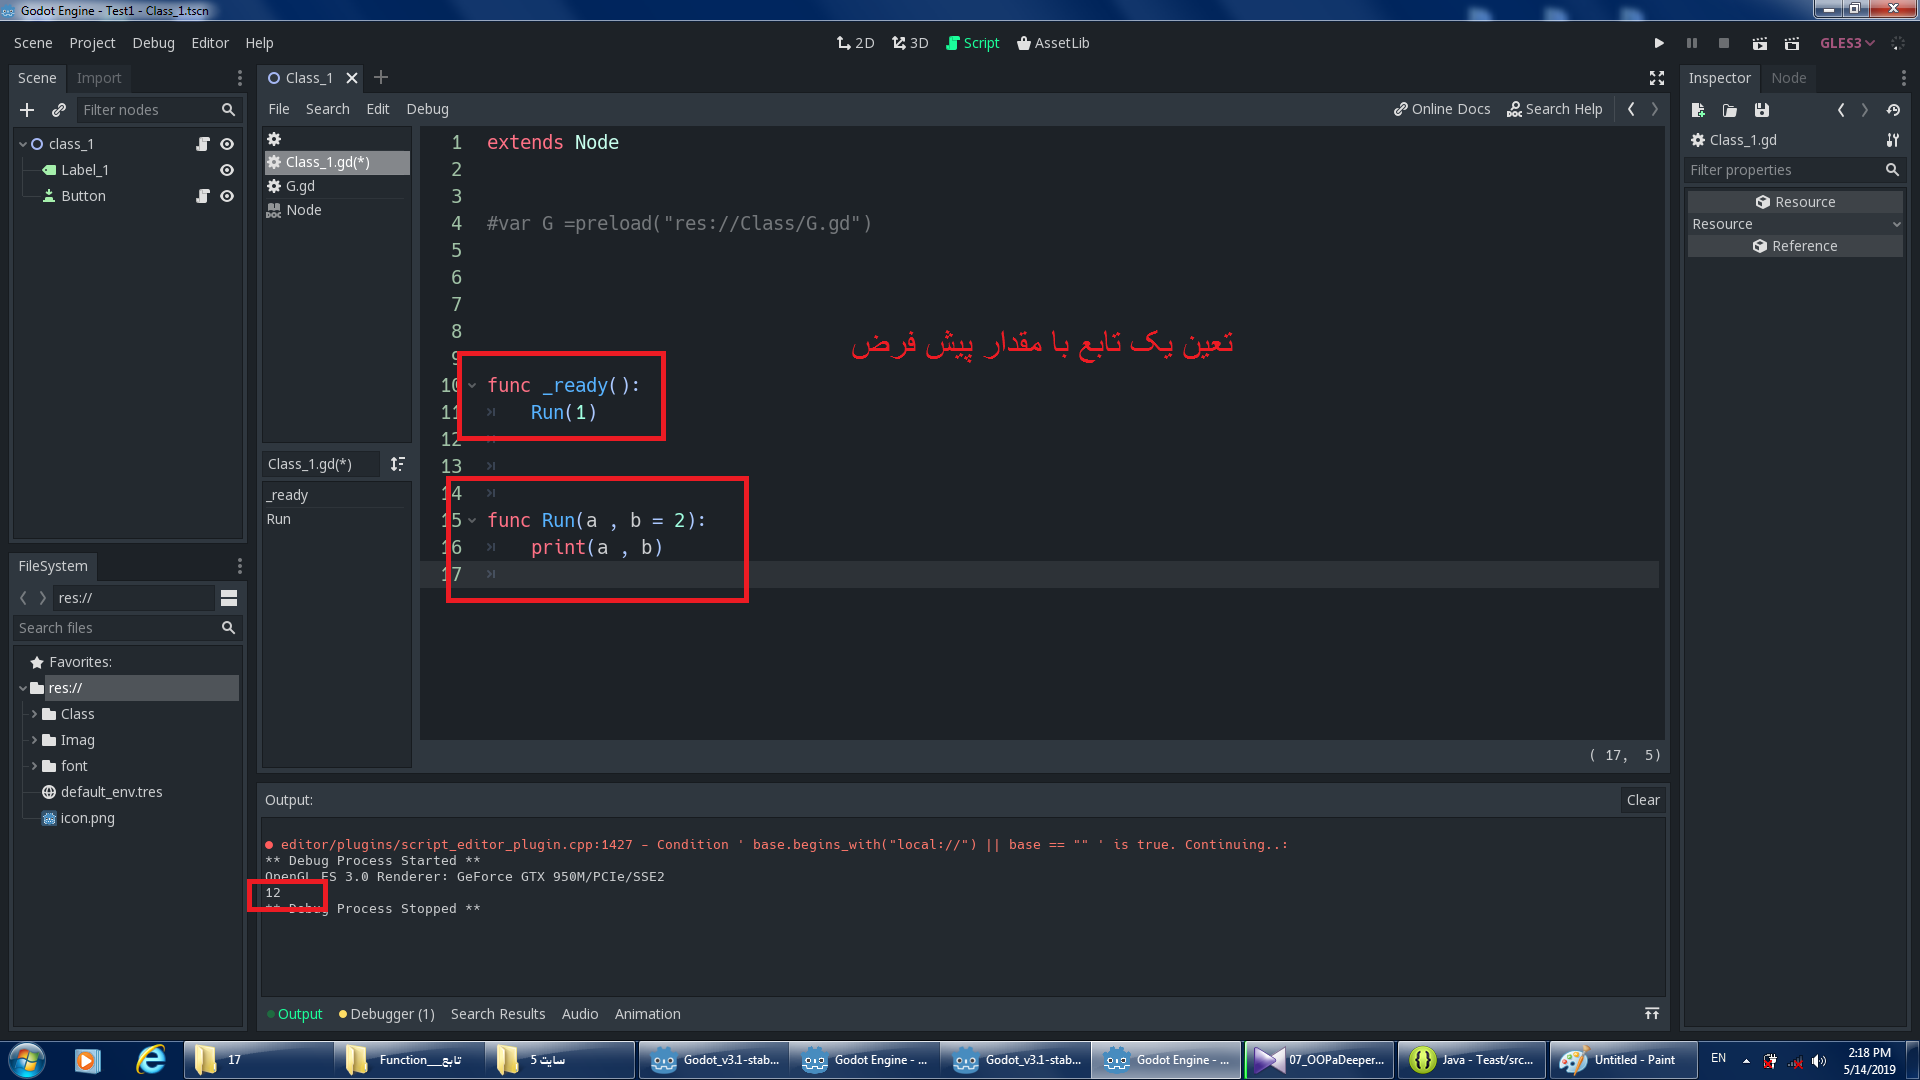 Godot Engine - Test1 - Class_1.tscn
Scene Project Debug Editor Help
2D 3D Script AssetLib
GLES3
Scene Import
Filter nodes
class_1
Label_1
Button
Class_1
File Search Edit Debug
Online Docs Search Help
Class_1.gd(*)
G.gd
Node
Class_1.gd(*)
_ready
Run
1 extends Node
2
3
4 #var G =preload("res://Class/G.gd")
5
6
7
8
تعین یک تابع با مقدار پیش فرض
9
10 func _ready():
11 Run(1)
12
13
14
15 func Run(a , b = 2):
16 print(a , b)
17
( 17, 5)
Inspector Node
Class_1.gd
Filter properties
Resource
Resource
Reference
FileSystem
res://
Search files
Favorites:
res://
Class
Imag
font
default_env.tres
icon.png
Output:
Clear
editor/plugins/script_editor_plugin.cpp:1427 - Condition ' base.begins_with("local://") || base == "" ' is true. Continuing..:
** Debug Process Started **
OpenGL ES 3.0 Renderer: GeForce GTX 950M/PCIe/SSE2
12
** Debug Process Stopped **
Output Debugger (1) Search Results Audio Animation
17
Function__تابع
سایت 5
Godot_v3.1-stab...
Godot Engine - ...
Godot_v3.1-stab...
Godot Engine - ...
07_OOPaDeeper...
Java - Teast/src...
Untitled - Paint
EN
2:18 PM
5/14/2019